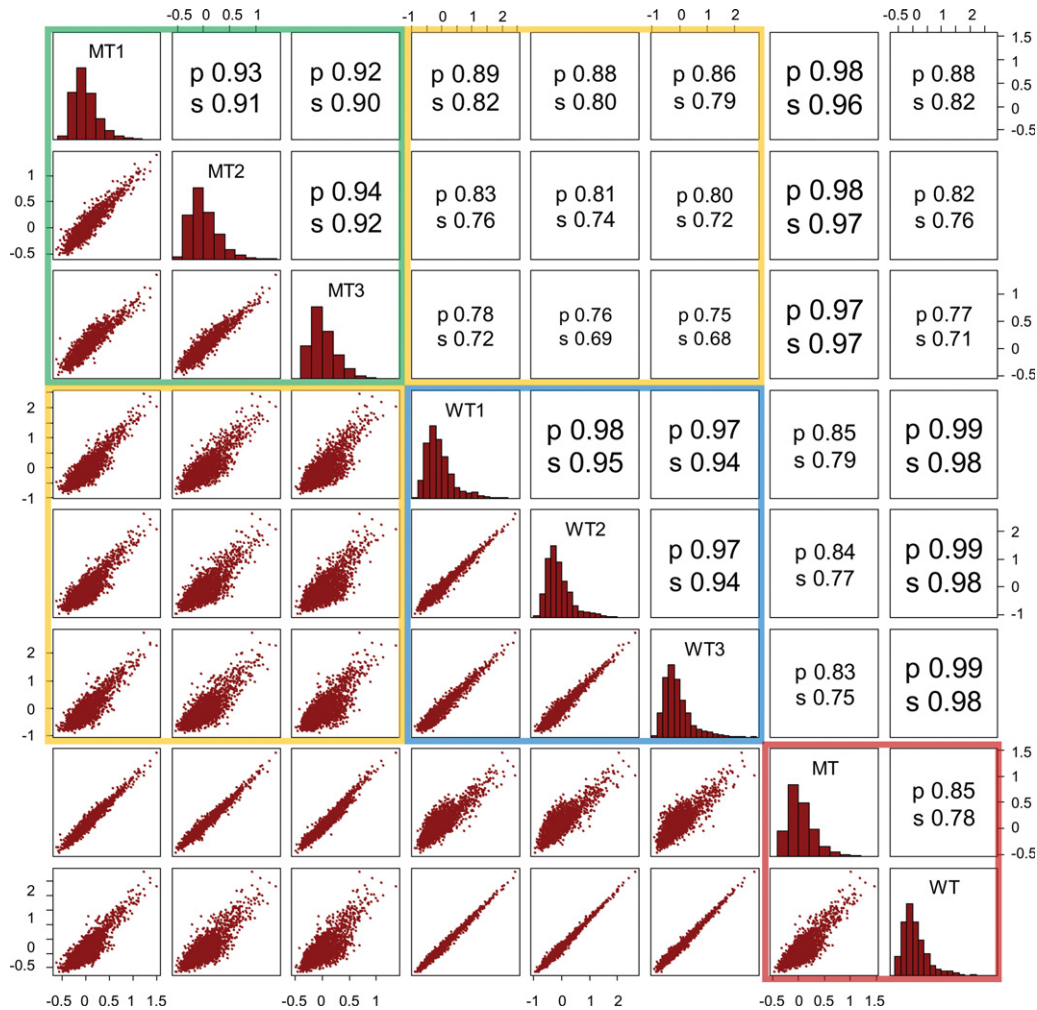 -0.5 0 0.5 1
-1 0 1 2
-1 0 1 2
-0.5 0 1 2
MT1
p 0.93
s 0.91
p 0.92
s 0.90
p 0.89
s 0.82
p 0.88
s 0.80
p 0.86
s 0.79
p 0.98
s 0.96
p 0.88
s 0.82
1.5
1
0.5
0
-0.5
1
0.5
0
-0.5
MT2
p 0.94
s 0.92
p 0.83
s 0.76
p 0.81
s 0.74
p 0.80
s 0.72
p 0.98
s 0.97
p 0.82
s 0.76
MT3
p 0.78
s 0.72
p 0.76
s 0.69
p 0.75
s 0.68
p 0.97
s 0.97
p 0.77
s 0.71
1
0.5
0
-0.5
2
1
0
-1
WT1
p 0.98
s 0.95
p 0.97
s 0.94
p 0.85
s 0.79
p 0.99
s 0.98
WT2
p 0.97
s 0.94
p 0.84
s 0.77
p 0.99
s 0.98
2
1
0
-1
2
1
0
-1
WT3
p 0.83
s 0.75
p 0.99
s 0.98
MT
p 0.85
s 0.78
1.5
1
0.5
0
-0.5
2
1
0
-0.5
WT
-0.5 0 1 1.5
-0.5 0 0.5 1
-1 0 1 2
-0.5 0 0.5 1 1.5